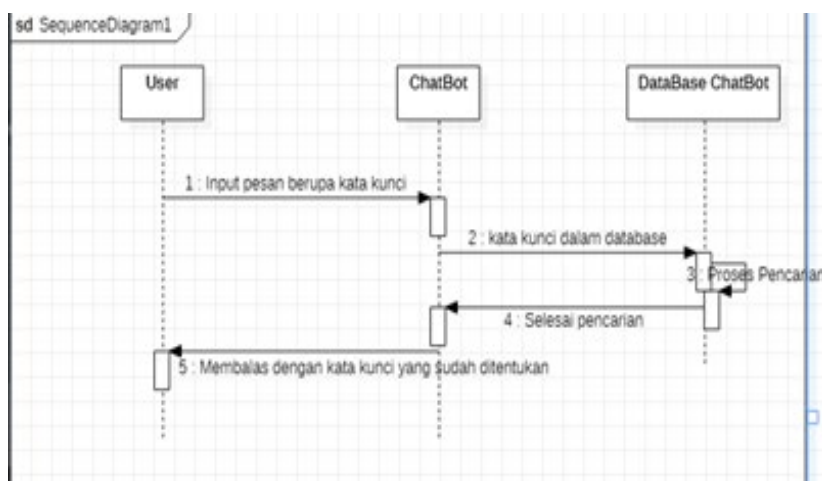 sd SequenceDiagram1
User
ChatBot
DataBase ChatBot
1 : Input pesan berupa kata kunci
2 : kata kunci dalam database
3 : Proses Pencarian
4 : Selesai pencarian
5 : Membalas dengan kata kunci yang sudah ditentukan